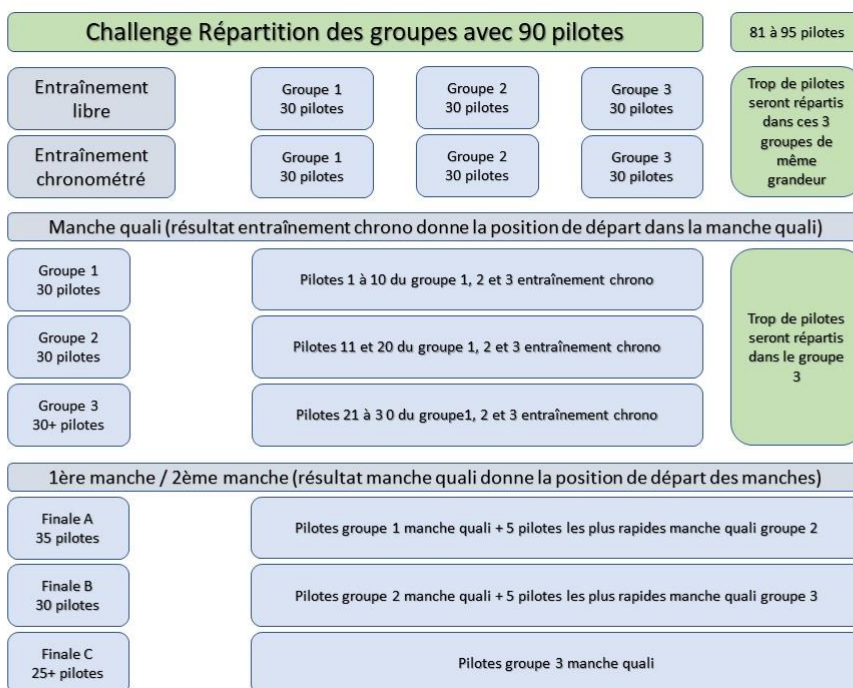 Challenge Répartition des groupes avec 90 pilotes
81 à 95 pilotes
Entraînement
libre
Groupe 1
30 pilotes
Groupe 2
30 pilotes
Groupe 3
30 pilotes
Trop de pilotes
seront répartis
dans ces 3
groupes de
même
grandeur
Entraînement
chronométré
Groupe 1
30 pilotes
Groupe 2
30 pilotes
Groupe 3
30 pilotes
Manche quali (résultat entraînement chrono donne la position de départ dans la manche quali)
Groupe 1
30 pilotes
Pilotes 1 à 10 du groupe 1, 2 et 3 entraînement chrono
Trop de pilotes
seront répartis
dans le groupe
3
Groupe 2
30 pilotes
Pilotes 11 et 20 du groupe 1, 2 et 3 entraînement chrono
Groupe 3
30+ pilotes
Pilotes 21 à 3 0 du groupe1, 2 et 3 entraînement chrono
1ère manche / 2ème manche (résultat manche quali donne la position de départ des manches)
Finale A
35 pilotes
Pilotes groupe 1 manche quali + 5 pilotes les plus rapides manche quali groupe 2
Finale B
30 pilotes
Pilotes groupe 2 manche quali + 5 pilotes les plus rapides manche quali groupe 3
Finale C
25+ pilotes
Pilotes groupe 3 manche quali